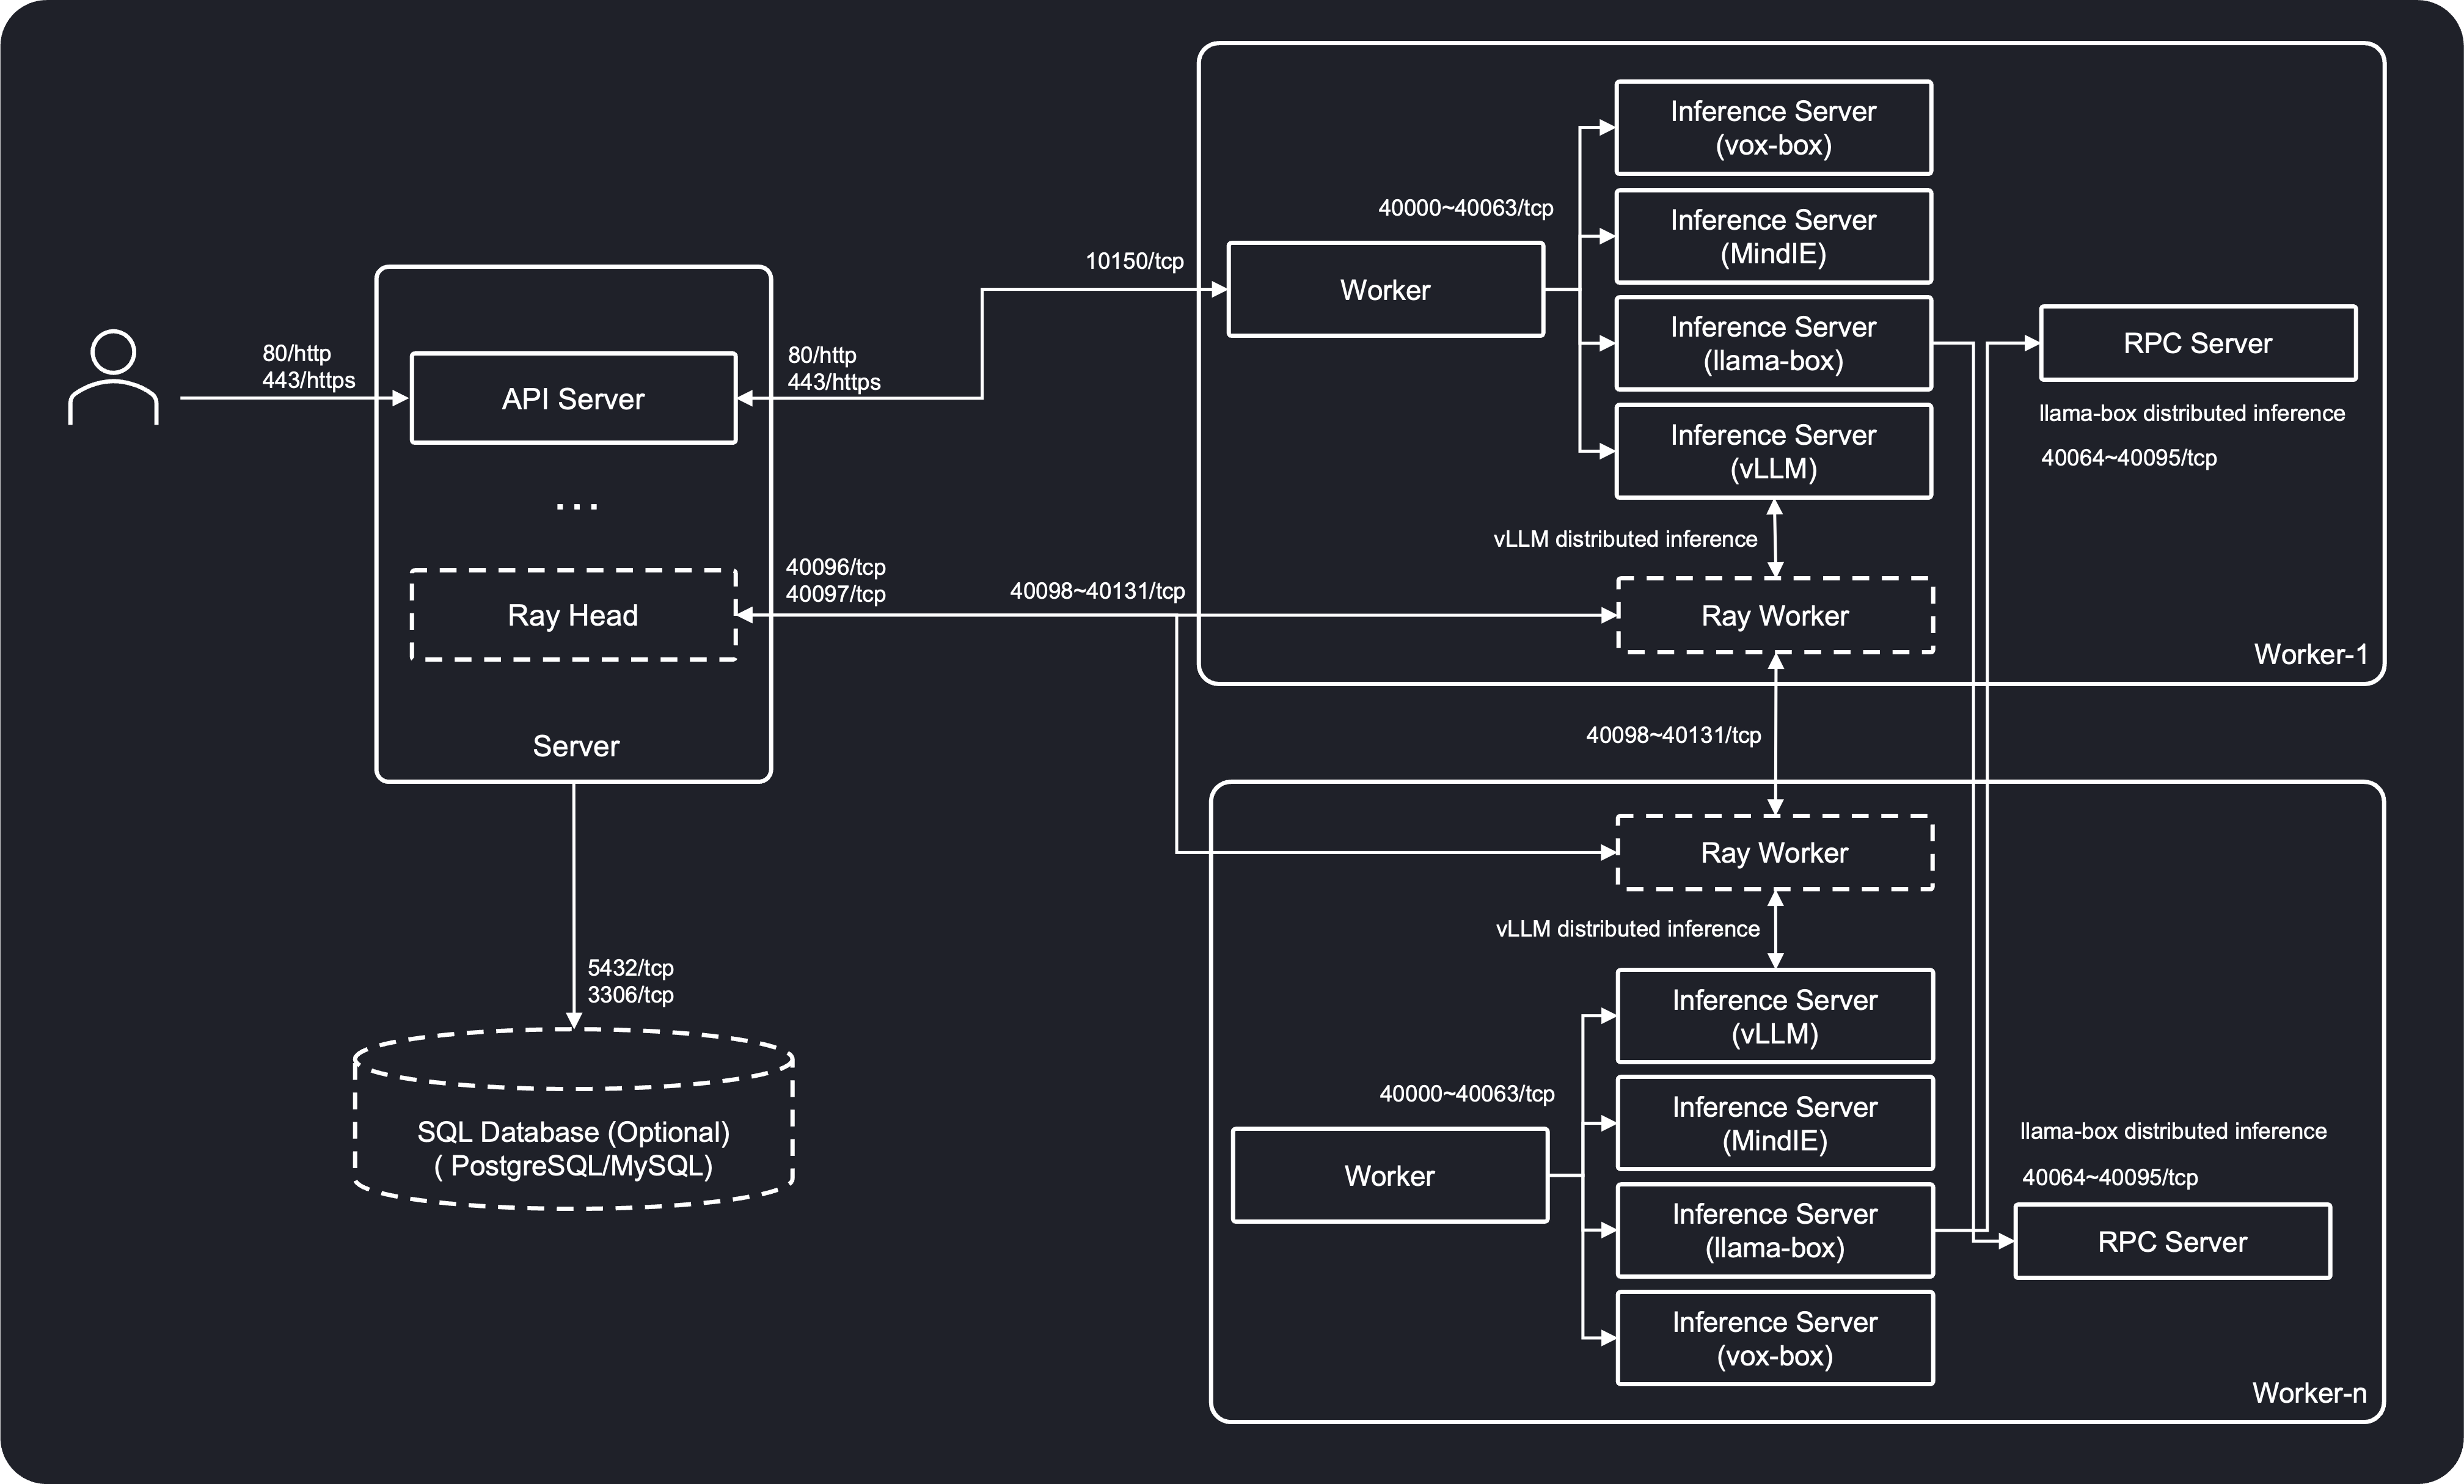 80/http
443/https
API Server
...
Ray Head
Server
80/http
443/https
40096/tcp
40097/tcp
10150/tcp
40098~40131/tcp
5432/tcp
3306/tcp
SQL Database (Optional)
( PostgreSQL/MySQL)
Worker
40000~40063/tcp
Inference Server
(vox-box)
Inference Server
(MindIE)
Inference Server
(llama-box)
Inference Server
(vLLM)
RPC Server
llama-box distributed inference
40064~40095/tcp
vLLM distributed inference
Ray Worker
Worker-1
40098~40131/tcp
Ray Worker
vLLM distributed inference
Inference Server
(vLLM)
40000~40063/tcp
Inference Server
(MindIE)
Worker
Inference Server
(llama-box)
Inference Server
(vox-box)
llama-box distributed inference
40064~40095/tcp
RPC Server
Worker-n